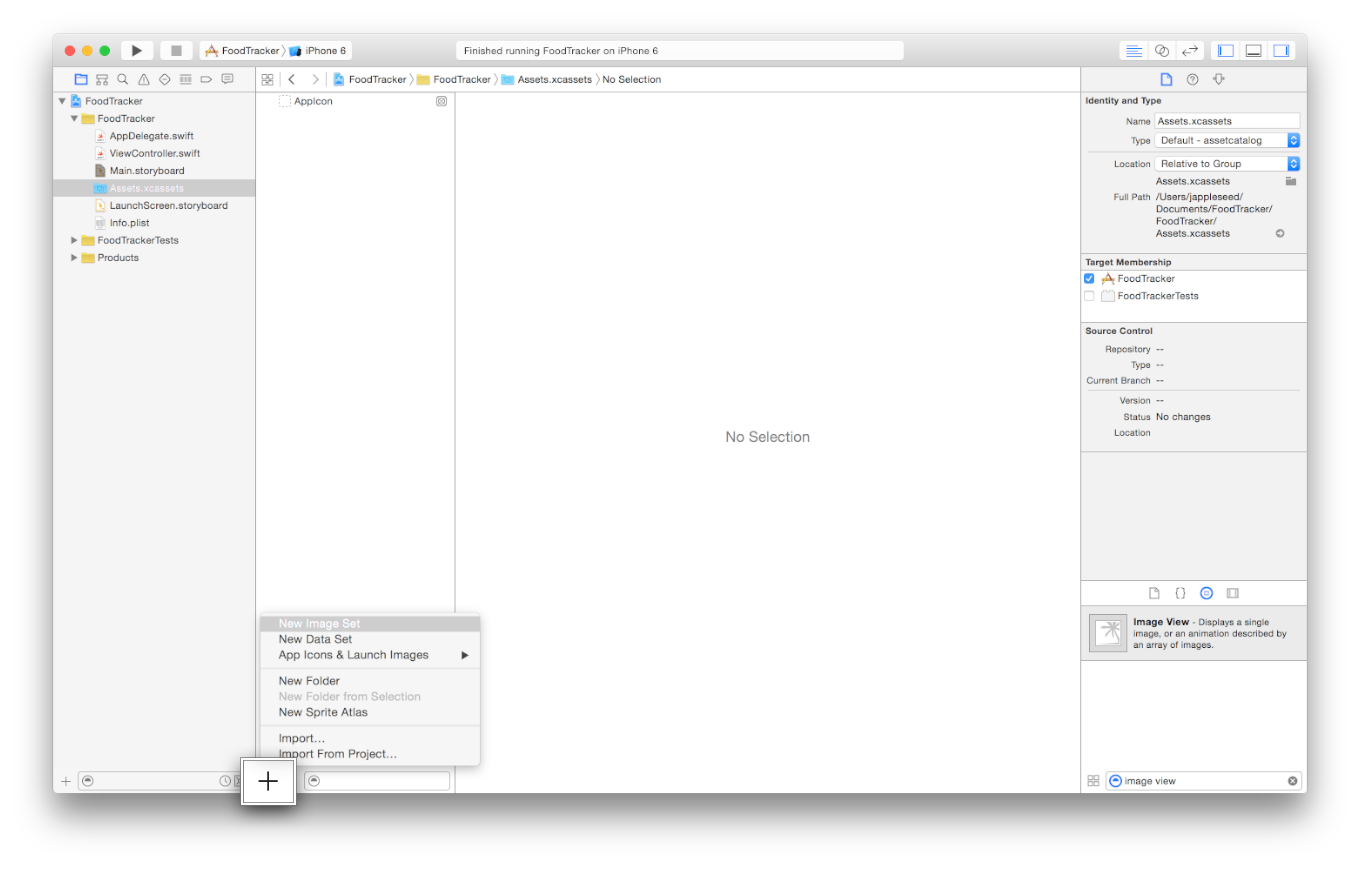 FoodTracker 〉 iPhone 6
Finished running FoodTracker on iPhone 6
FoodTracker 〉 FoodTracker 〉 Assets.xcassets 〉 No Selection
FoodTracker
FoodTracker
AppDelegate.swift
ViewController.swift
Main.storyboard
Assets.xcassets
LaunchScreen.storyboard
Info.plist
FoodTrackerTests
Products
AppIcon
No Selection
New Image Set
New Data Set
App Icons & Launch Images
New Folder
New Folder from Selection
New Sprite Atlas
Import...
Import From Project...
Identity and Type
Name Assets.xcassets
Type Default - assetcatalog
Location Relative to Group
Assets.xcassets
Full Path /Users/jappleseed/
Documents/FoodTracker/
FoodTracker/
Assets.xcassets
Target Membership
FoodTracker
FoodTrackerTests
Source Control
Repository --
Type --
Current Branch --
Version --
Status No changes
Location
Image View - Displays a single
image, or an animation described by
an array of images.
image view